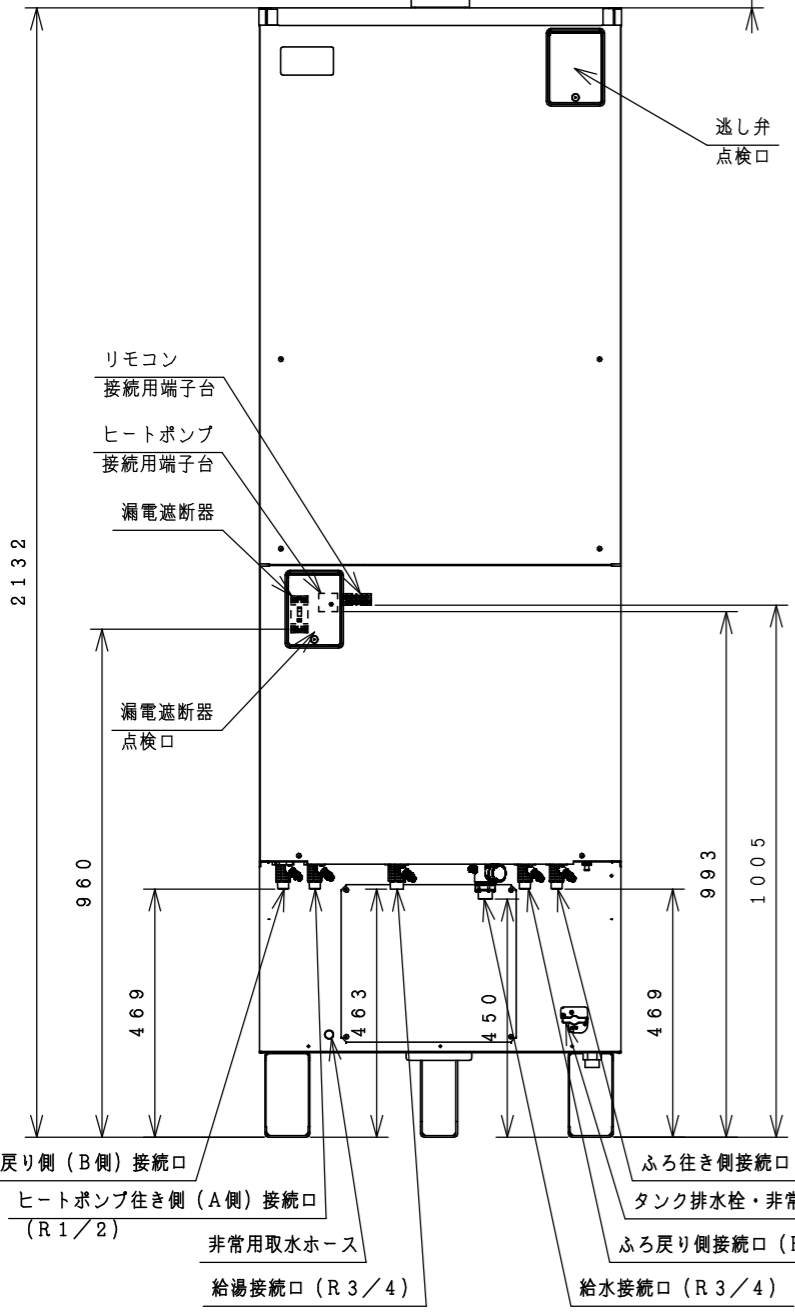 逃し弁
点検口
リモコン
接続用端子台
ヒートポンプ
接続用端子台
漏電遮断器
2132
漏電遮断器
点検口
960
993
1005
469
463
450
469
戻り側（B側）接続口
ふろ往き側接続口
ヒートポンプ往き側（A側）接続口
（R1／2）
タンク排水栓・非常
非常用取水ホース
ふろ戻り側接続口（R
給湯接続口（R3／4）
給水接続口（R3／4）